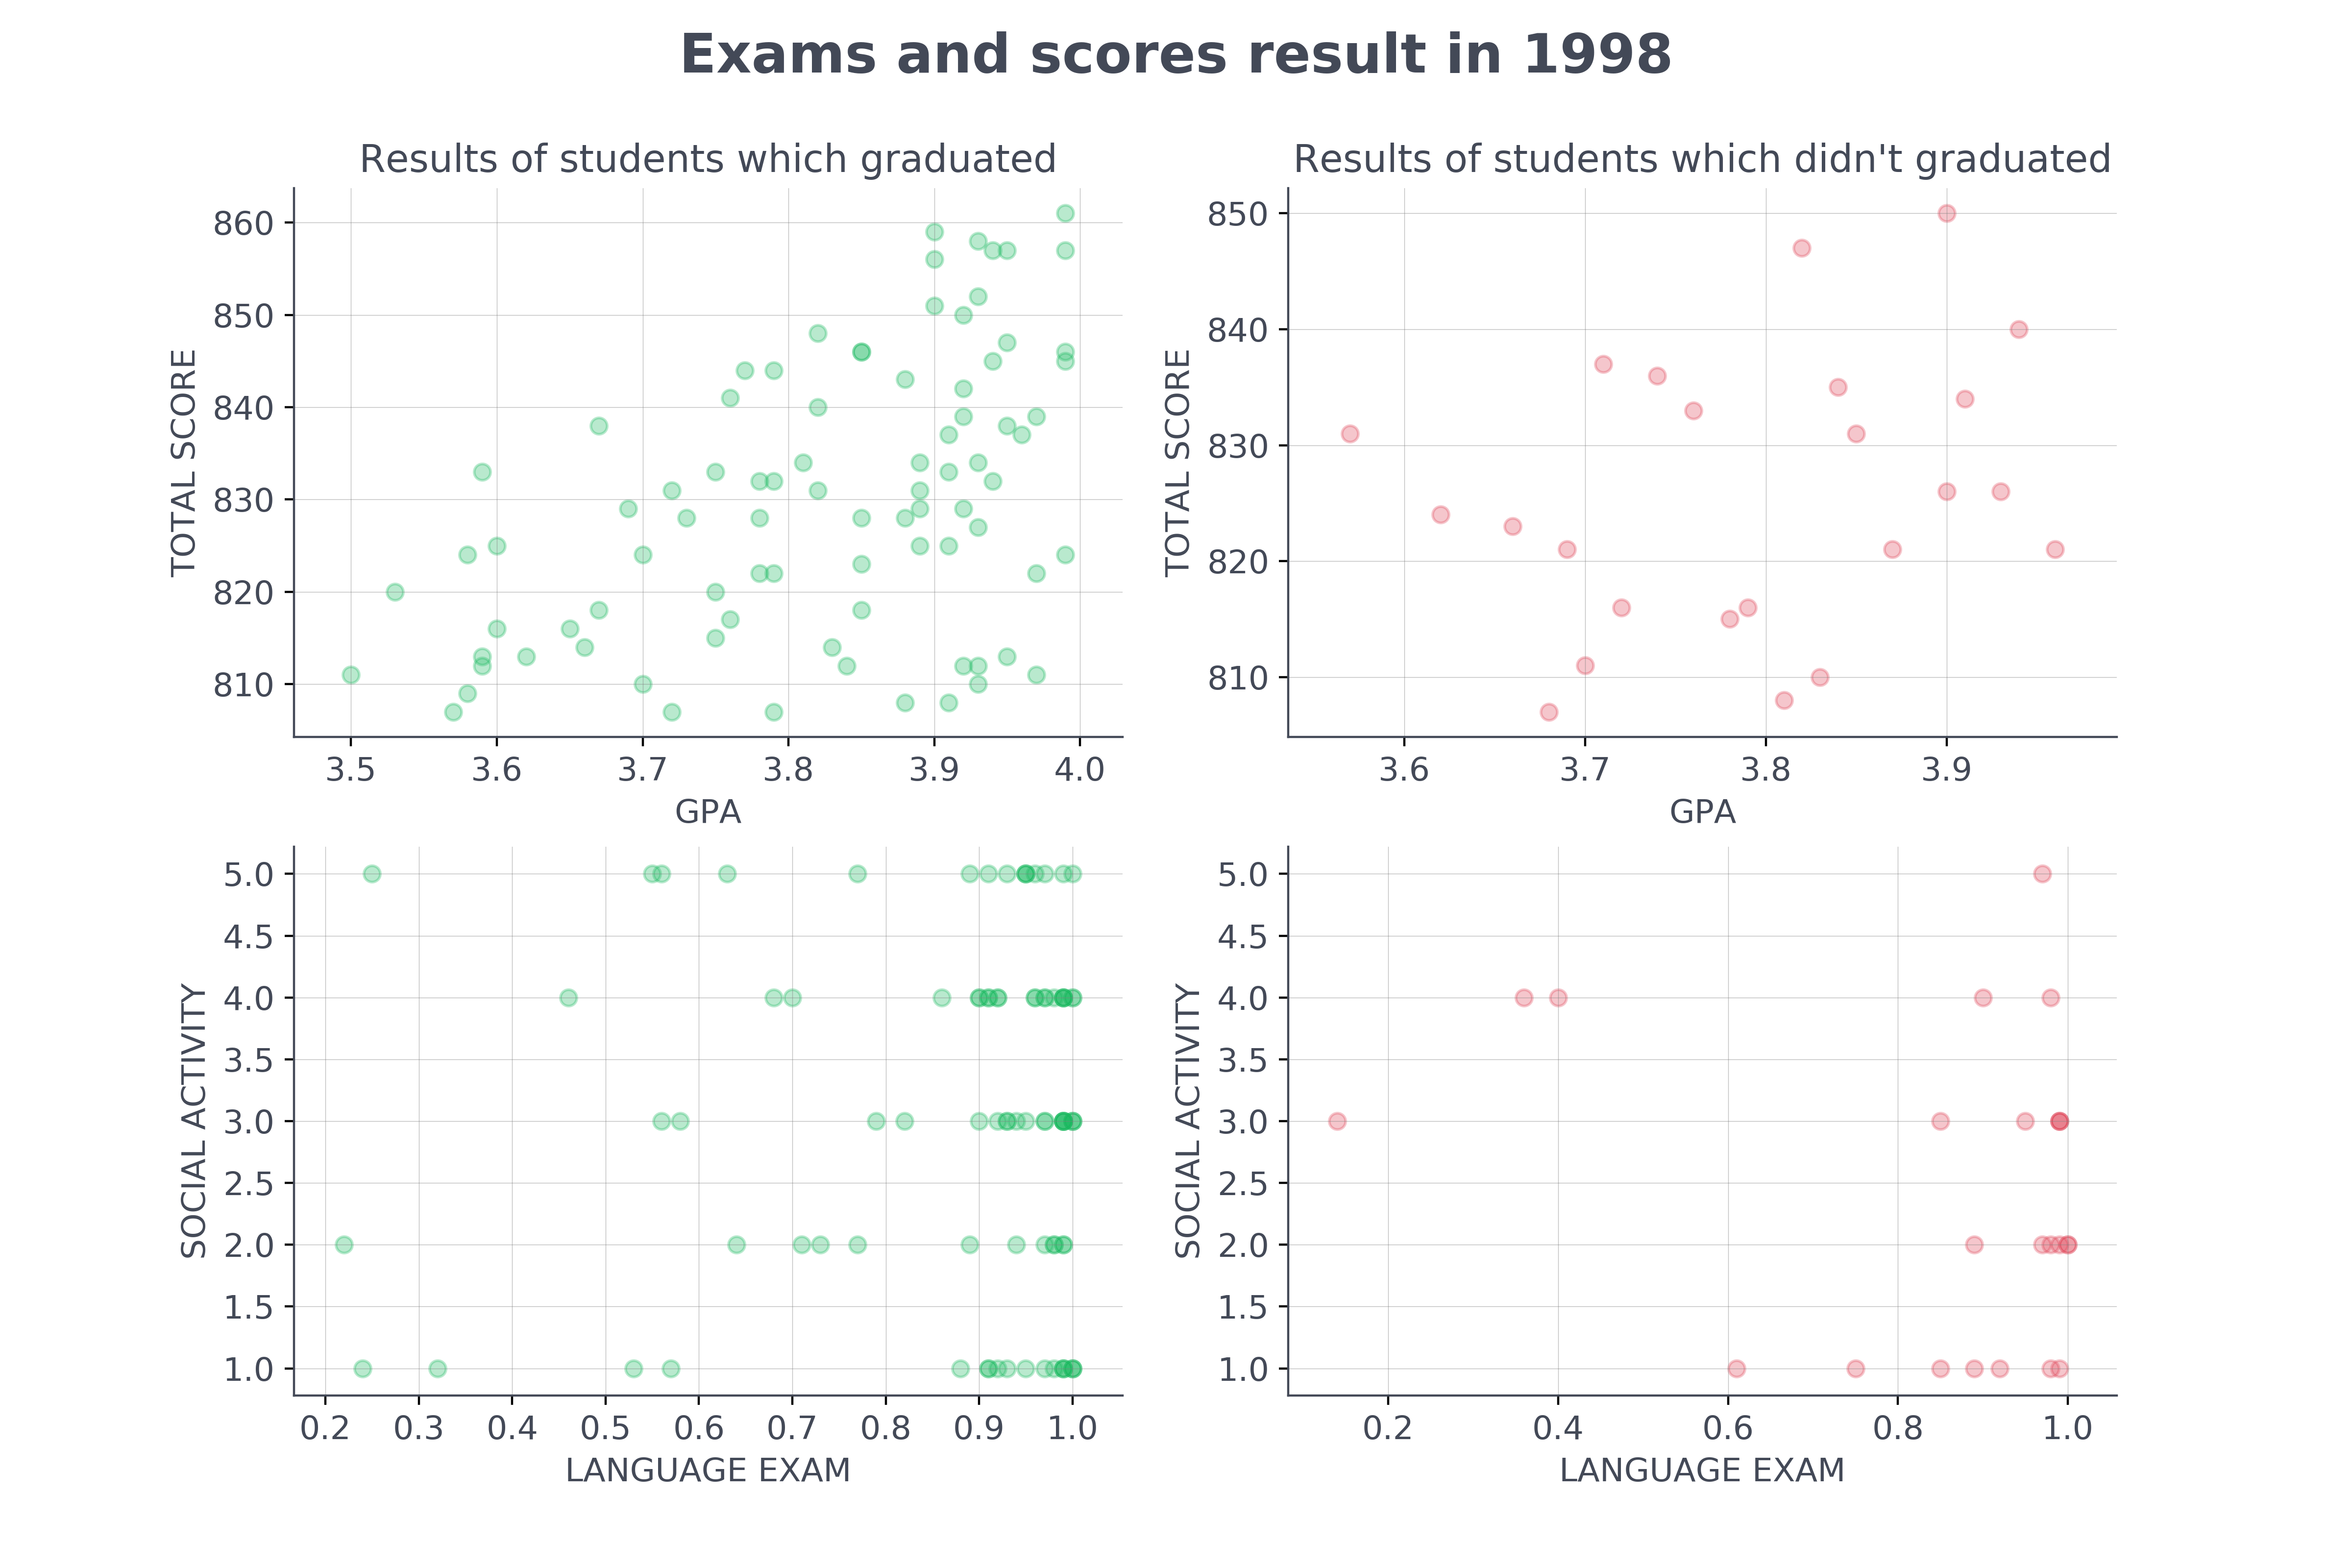 Exams and scores result in 1998
Results of students which graduated
860
850
840
830
820
810
TOTAL SCORE
3.5 3.6 3.7 3.8 3.9 4.0
GPA
Results of students which didn't graduated
850
840
830
820
810
TOTAL SCORE
3.6 3.7 3.8 3.9
GPA
5.0
4.5
4.0
3.5
3.0
2.5
2.0
1.5
1.0
SOCIAL ACTIVITY
0.2 0.3 0.4 0.5 0.6 0.7 0.8 0.9 1.0
LANGUAGE EXAM
5.0
4.5
4.0
3.5
3.0
2.5
2.0
1.5
1.0
SOCIAL ACTIVITY
0.2 0.4 0.6 0.8 1.0
LANGUAGE EXAM